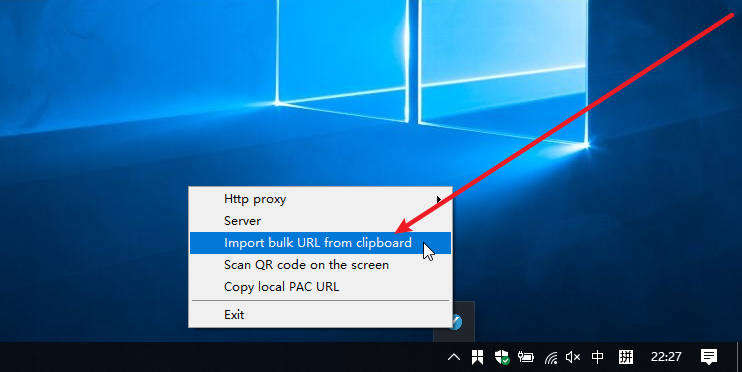 Http proxy
Server
Import bulk URL from clipboard
Scan QR code on the screen
Copy local PAC URL
Exit
中 拼 22:27